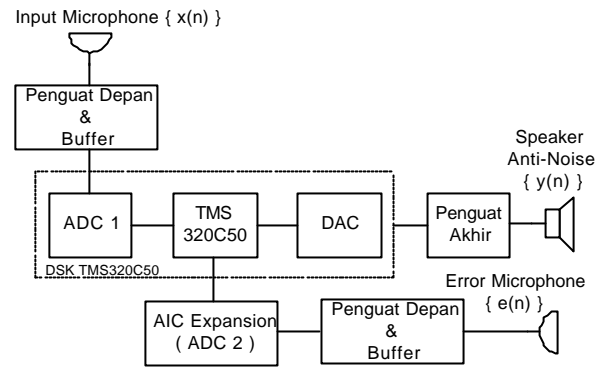 Input Microphone { x(n) }
Penguat Depan
&
Buffer
Speaker
Anti-Noise
{ y(n) }
ADC 1
TMS
320C50
DAC
Penguat
Akhir
DSK TMS320C50
Error Microphone
{ e(n) }
AIC Expansion
( ADC 2 )
Penguat Depan
&
Buffer